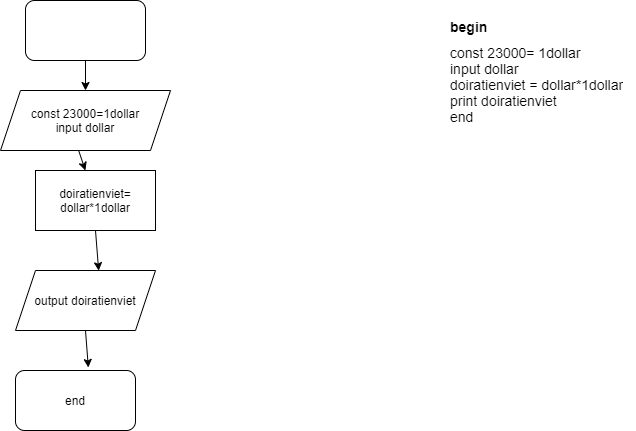 const 23000=1dollar
input dollar
doiratienviet=
dollar*1dollar
output doiratienviet
end
begin
const 23000= 1dollar
input dollar
doiratienviet = dollar*1dollar
print doiratienviet
end